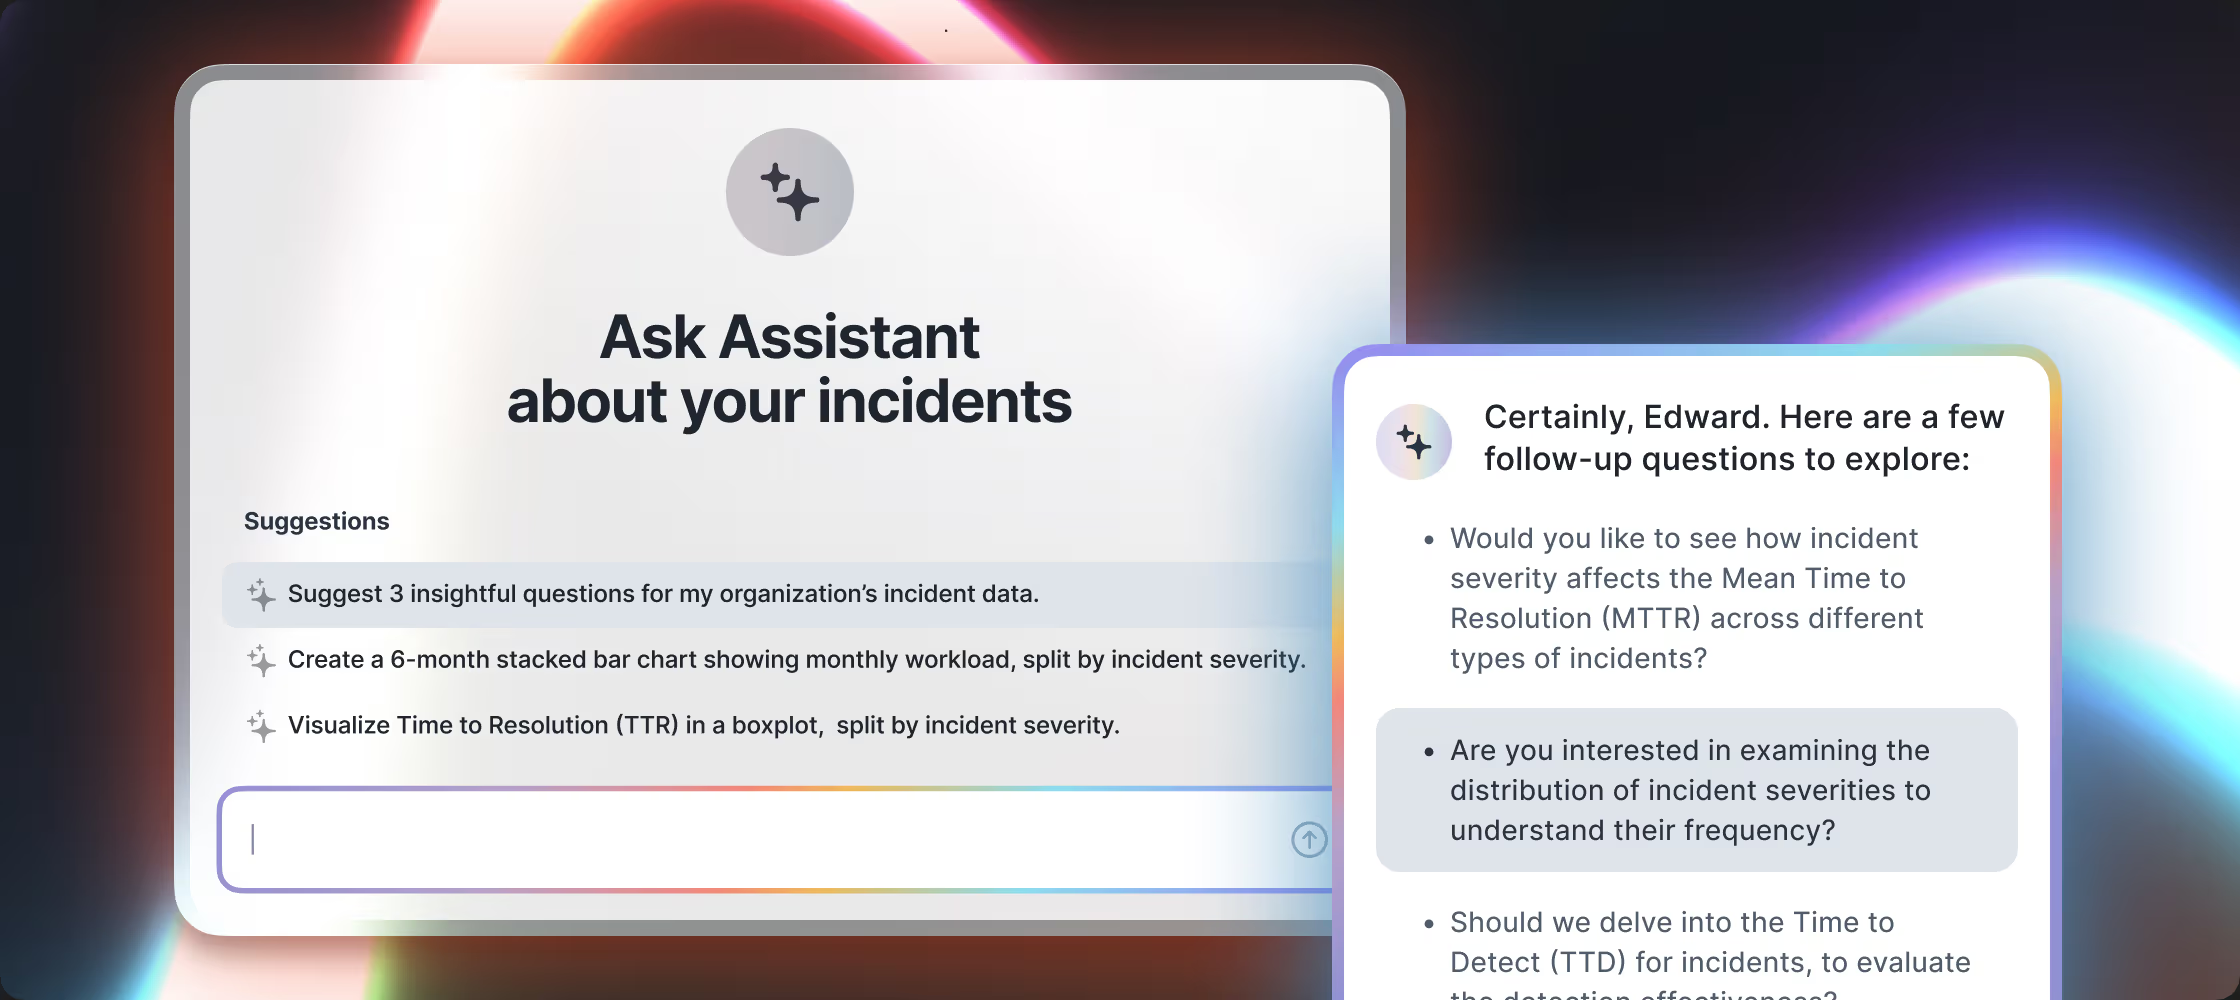 Ask Assistant
about your incidents
Suggestions
Suggest 3 insightful questions for my organization’s incident data.
Create a 6-month stacked bar chart showing monthly workload, split by incident severity.
Visualize Time to Resolution (TTR) in a boxplot,  split by incident severity.
Certainly, Edward. Here are a few
follow-up questions to explore:
• Would you like to see how incident
severity affects the Mean Time to
Resolution (MTTR) across different
types of incidents?
• Are you interested in examining the
distribution of incident severities to
understand their frequency?
• Should we delve into the Time to
Detect (TTD) for incidents, to evaluate
the detection effectiveness?